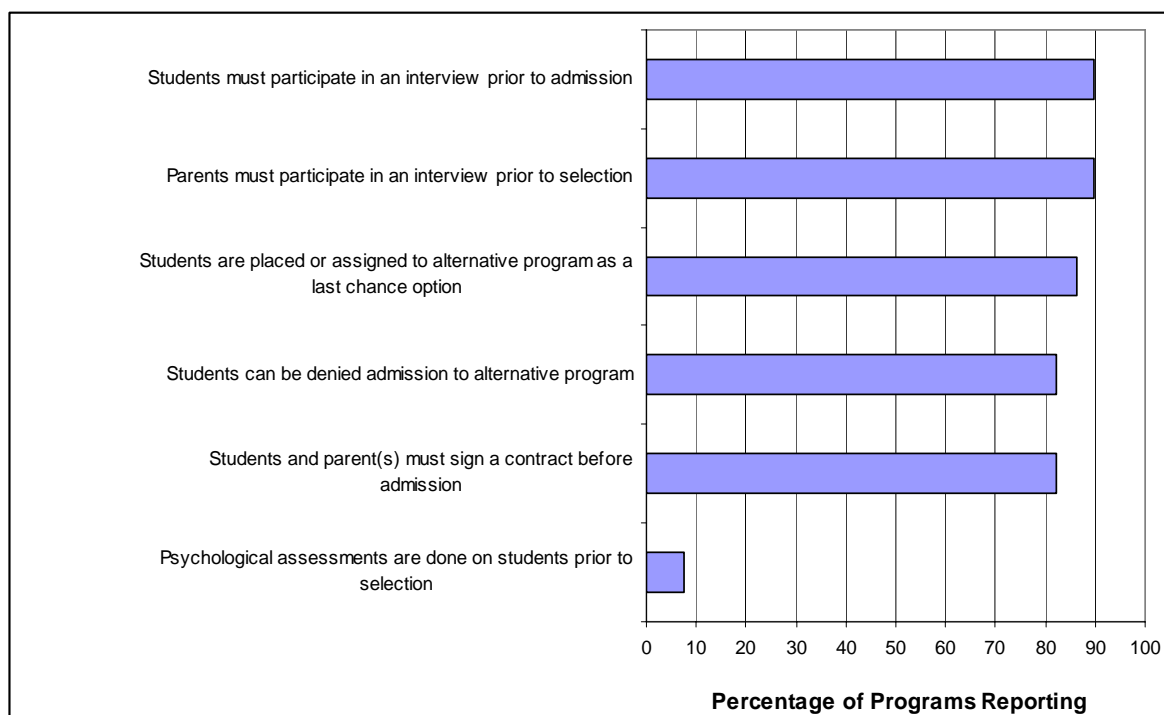 Students must participate in an interview prior to admission
Parents must participate in an interview prior to selection
Students are placed or assigned to alternative program as a
last chance option
Students can be denied admission to alternative program
Students and parent(s) must sign a contract before
admission
Psychological assessments are done on students prior to
selection
0 10 20 30 40 50 60 70 80 90 100
Percentage of Programs Reporting